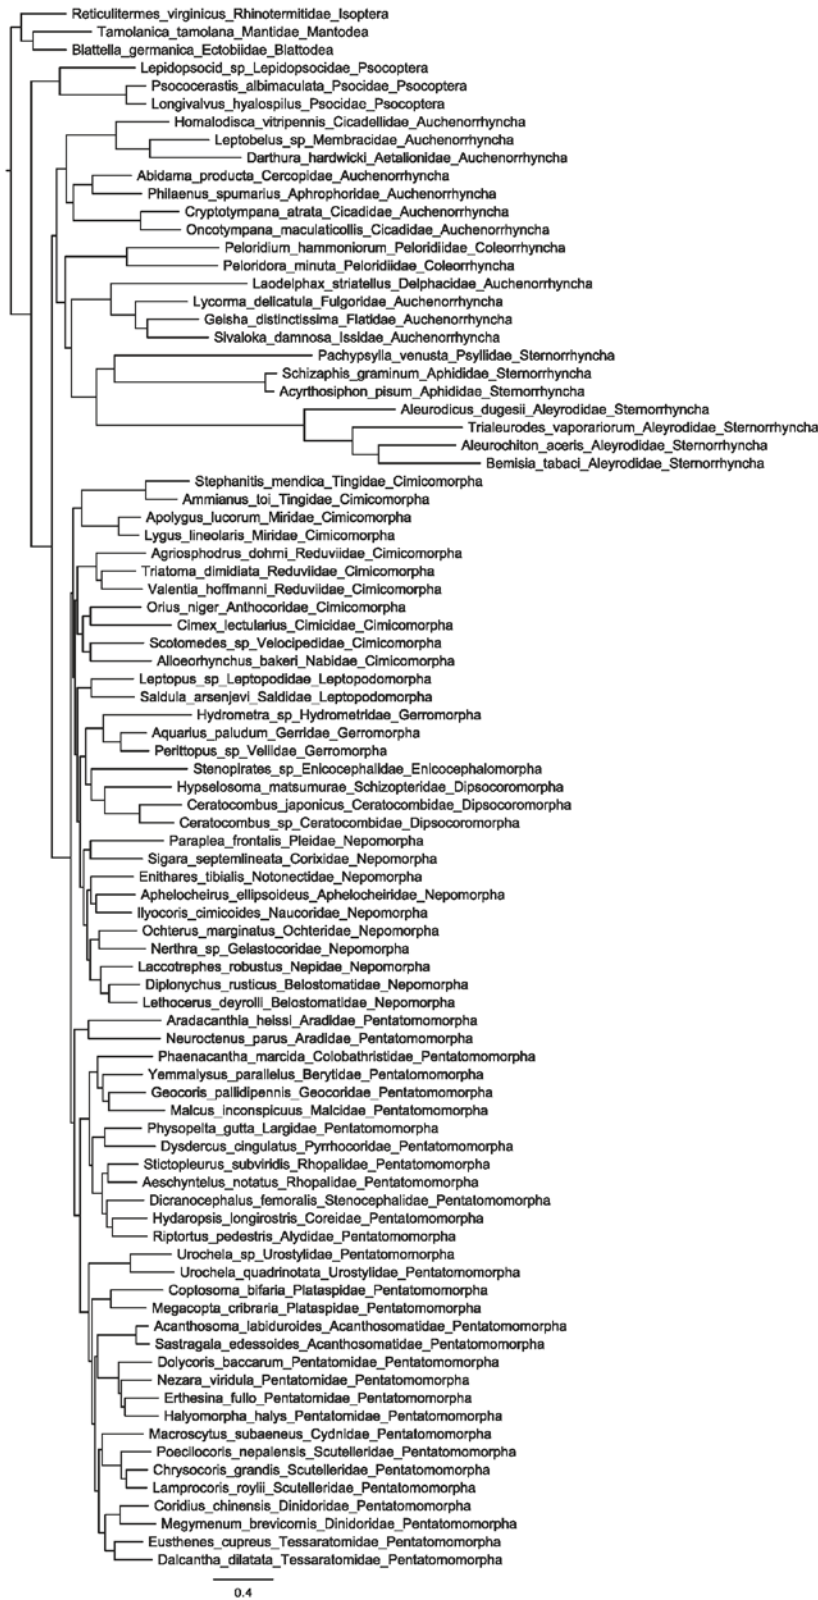 Reticulitermes_virginicus_Rhinotermitidae_Isoptera
Tamolanica_tamolana_Mantidae_Mantodea
Blattella_germanica_Ectobiidae_Blattodea
Lepidopsocid_sp_Lepidopsocidae_Psocoptera
Psococerastis_albimaculata_Psocidae_Psocoptera
Longivalvus_hyalospilus_Psocidae_Psocoptera
Homalodisca_vitripennis_Cicadellidae_Auchenorrhyncha
Leptobelus_sp_Membracidae_Auchenorrhyncha
Darthura_hardwicki_Aetalionidae_Auchenorrhyncha
Abidama_producta_Cercopidae_Auchenorrhyncha
Philaenus_spumarius_Aphrophoridae_Auchenorrhyncha
Cryptotympana_atrata_Cicadidae_Auchenorrhyncha
Oncotympana_maculaticollis_Cicadidae_Auchenorrhyncha
Peloridium_hammoniorum_Peloridiidae_Coleorrhyncha
Peloridora_minuta_Peloridiidae_Coleorrhyncha
Laodelphax_striatellus_Delphacidae_Auchenorrhyncha
Lycorma_delicatula_Fulgoridae_Auchenorrhyncha
Geisha_distinctissima_Flatidae_Auchenorrhyncha
Sivaloka_damnosa_Issidae_Auchenorrhyncha
Pachypsylla_venusta_Psyllidae_Sternorrhyncha
Schizaphis_graminum_Aphididae_Sternorrhyncha
Acyrthosiphon_pisum_Aphididae_Sternorrhyncha
Aleurodicus_dugesii_Aleyrodidae_Sternorrhyncha
Trialeurodes_vaporariorum_Aleyrodidae_Sternorrhyncha
Aleurochiton_aceris_Aleyrodidae_Sternorrhyncha
Bemisia_tabaci_Aleyrodidae_Sternorrhyncha
Stephanitis_mendica_Tingidae_Cimicomorpha
Ammianus_toi_Tingidae_Cimicomorpha
Apolygus_lucorum_Miridae_Cimicomorpha
Lygus_lineolaris_Miridae_Cimicomorpha
Agriosphodrus_dohrni_Reduviidae_Cimicomorpha
Triatoma_dimidiata_Reduviidae_Cimicomorpha
Valentia_hoffmanni_Reduviidae_Cimicomorpha
Orius_niger_Anthocoridae_Cimicomorpha
Cimex_lectularius_Cimicidae_Cimicomorpha
Scotomedes_sp_Velocipedidae_Cimicomorpha
Alloeorhynchus_bakeri_Nabidae_Cimicomorpha
Leptopus_sp_Leptopodidae_Leptopodomorpha
Saldula_arsenjevi_Saldidae_Leptopodomorpha
Hydrometra_sp_Hydrometridae_Gerromorpha
Aquarius_paludum_Gerridae_Gerromorpha
Perittopus_sp_Veliidae_Gerromorpha
Stenopirates_sp_Enicocephalidae_Enicocephalomorpha
Hypselosoma_matsumurae_Schizopteridae_Dipsocoromorpha
Ceratocombus_japonicus_Ceratocombidae_Dipsocoromorpha
Ceratocombus_sp_Ceratocombidae_Dipsocoromorpha
Paraplea_frontalis_Pleidae_Nepomorpha
Sigara_septemlineata_Corixidae_Nepomorpha
Enithares_tibialis_Notonectidae_Nepomorpha
Aphelocheirus_ellipsoideus_Aphelocheiridae_Nepomorpha
Ilyocoris_cimicoides_Naucoridae_Nepomorpha
Ochterus_marginatus_Ochteridae_Nepomorpha
Nerthra_sp_Gelastocoridae_Nepomorpha
Laccotrephes_robustus_Nepidae_Nepomorpha
Diplonychus_rusticus_Belostomatidae_Nepomorpha
Lethocerus_deyrolli_Belostomatidae_Nepomorpha
Aradacanthia_heissi_Aradidae_Pentatomomorpha
Neuroctenus_parus_Aradidae_Pentatomomorpha
Phaenacantha_marcida_Colobathristidae_Pentatomomorpha
Yemmalysus_parallelus_Berytidae_Pentatomomorpha
Geocoris_pallidipennis_Geocoridae_Pentatomomorpha
Malcus_inconspicuus_Malcidae_Pentatomomorpha
Physopelta_gutta_Largidae_Pentatomomorpha
Dysdercus_cingulatus_Pyrrhocoridae_Pentatomomorpha
Stictopleurus_subviridis_Rhopalidae_Pentatomomorpha
Aeschyntelus_notatus_Rhopalidae_Pentatomomorpha
Dicranocephalus_femoralis_Stenocephalidae_Pentatomomorpha
Hydaropsis_longirostris_Coreidae_Pentatomomorpha
Riptortus_pedestris_Alydidae_Pentatomomorpha
Urochela_sp_Urostylidae_Pentatomomorpha
Urochela_quadrinotata_Urostylidae_Pentatomomorpha
Coptosoma_bifaria_Plataspidae_Pentatomomorpha
Megacopta_cribraria_Plataspidae_Pentatomomorpha
Acanthosoma_labiduroides_Acanthosomatidae_Pentatomomorpha
Sastragala_edessoides_Acanthosomatidae_Pentatomomorpha
Dolycoris_baccarum_Pentatomidae_Pentatomomorpha
Nezara_viridula_Pentatomidae_Pentatomomorpha
Erthesina_fullo_Pentatomidae_Pentatomomorpha
Halyomorpha_halys_Pentatomidae_Pentatomomorpha
Macroscytus_subaeneus_Cydnidae_Pentatomomorpha
Poecilocoris_nepalensis_Scutelleridae_Pentatomomorpha
Chrysocoris_grandis_Scutelleridae_Pentatomomorpha
Lamprocoris_roylii_Scutelleridae_Pentatomomorpha
Coridius_chinensis_Dinidoridae_Pentatomomorpha
Megymenum_brevicornis_Dinidoridae_Pentatomomorpha
Eusthenes_cupreus_Tessaratomidae_Pentatomomorpha
Dalcantha_dilatata_Tessaratomidae_Pentatomomorpha
0.4